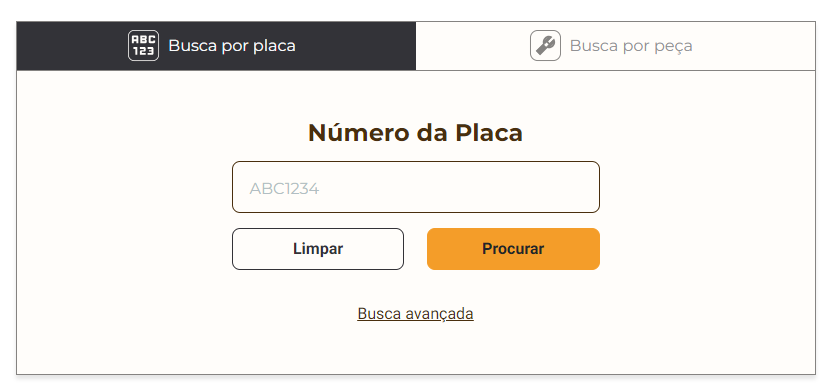 ABC
123
Busca por placa
Busca por peça
Número da Placa
ABC1234
Limpar
Procurar
Busca avançada